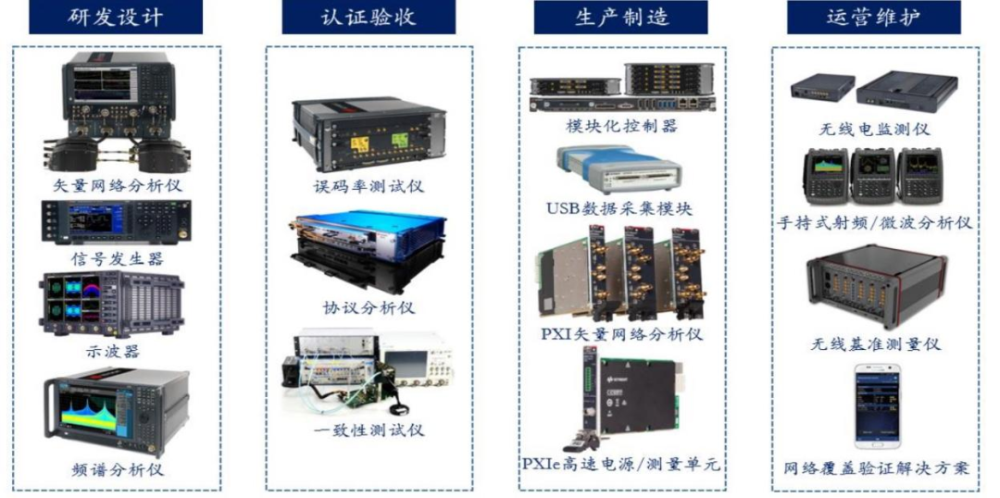 研发设计
认证验收
生产制造
运营维护
矢量网络分析仪
信号发生器
示波器
频谱分析仪
误码率测试仪
协议分析仪
一致性测试仪
模块化控制器
USB数据采集模块
PXI矢量网络分析仪
PXIe高速电源/测量单元
无线电监测仪
手持式射频/微波分析仪
无线基准测量仪
网络覆盖验证解决方案